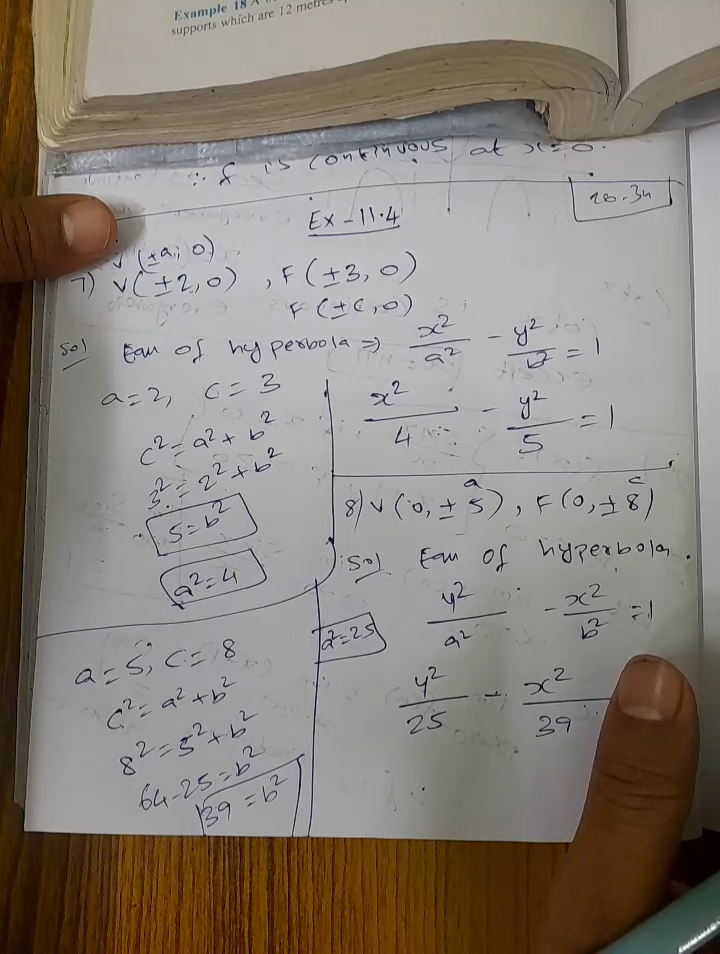 Example 18 A
supports which are 12 metres
∴ f is continuous at x=0.
20.34
Ex - 11.4
V (±a, 0)
7) V(±2, 0) , F (±3, 0)
F (±c, 0)
Sol Eqn of hyperbola ⇒ x²/a² - y²/b² = 1
a = 2, c = 3
c² = a² + b²
3² = 2² + b²
5 = b²
a² = 4
x²/4 - y²/5 = 1
a c
8) V (0, ± 5) , F (0, ± 8)
Sol Eqn of hyperbola.
y²/a² - x²/b² = 1
a² = 25
y²/25 - x²/39
a = 5, c = 8
c² = a² + b²
8² = 5² + b²
64 - 25 = b²
39 = b²